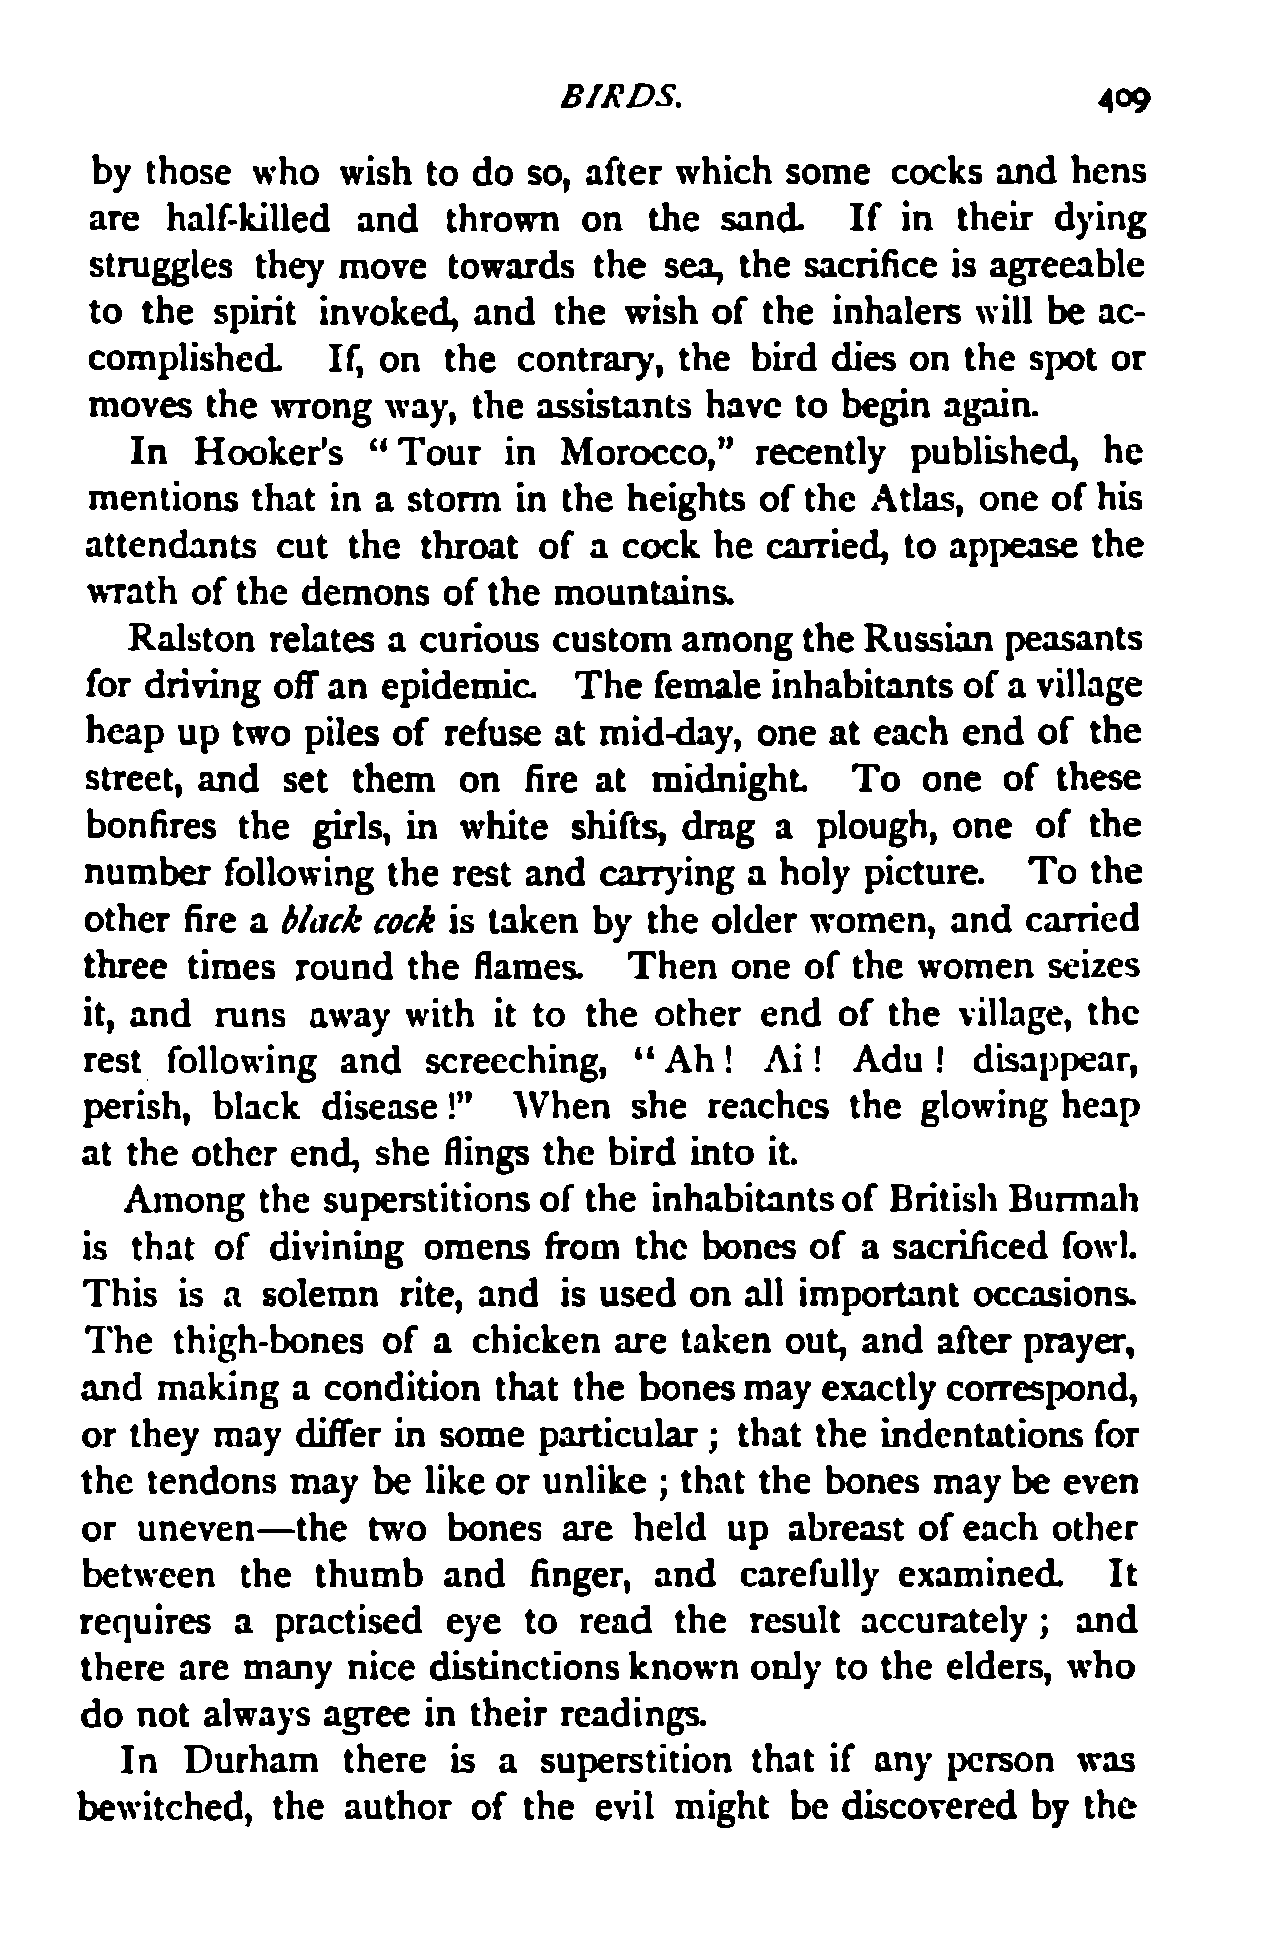 BIRDS. 409
by those who wish to do so, after which some cocks and hens
are half-killed and thrown on the sand. If in their dying
struggles they move towards the sea, the sacrifice is agreeable
to the spirit invoked, and the wish of the inhalers will be ac-
complished. If, on the contrary, the bird dies on the spot or
moves the wrong way, the assistants have to begin again.
In Hooker's "Tour in Morocco," recently published, he
mentions that in a storm in the heights of the Atlas, one of his
attendants cut the throat of a cock he carried, to appease the
wrath of the demons of the mountains.
Ralston relates a curious custom among the Russian peasants
for driving off an epidemic. The female inhabitants of a village
heap up two piles of refuse at mid-day, one at each end of the
street, and set them on fire at midnight. To one of these
bonfires the girls, in white shifts, drag a plough, one of the
number following the rest and carrying a holy picture. To the
other fire a black cock is taken by the older women, and carried
three times round the flames. Then one of the women seizes
it, and runs away with it to the other end of the village, the
rest following and screeching, "Ah! Ai! Adu! disappear,
perish, black disease!" When she reaches the glowing heap
at the other end, she flings the bird into it.
Among the superstitions of the inhabitants of British Burmah
is that of divining omens from the bones of a sacrificed fowl.
This is a solemn rite, and is used on all important occasions.
The thigh-bones of a chicken are taken out, and after prayer,
and making a condition that the bones may exactly correspond,
or they may differ in some particular; that the indentations for
the tendons may be like or unlike; that the bones may be even
or uneven—the two bones are held up abreast of each other
between the thumb and finger, and carefully examined. It
requires a practised eye to read the result accurately; and
there are many nice distinctions known only to the elders, who
do not always agree in their readings.
In Durham there is a superstition that if any person was
bewitched, the author of the evil might be discovered by the